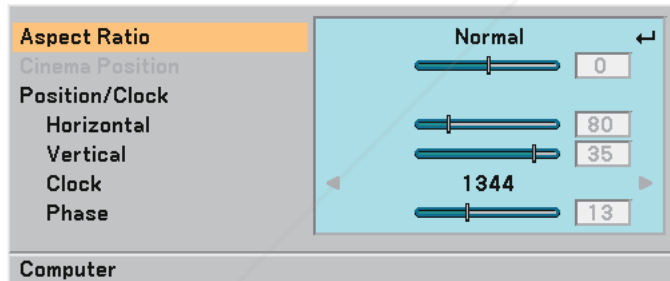 Aspect Ratio Normal
Cinema Position 0
Position/Clock
Horizontal 80
Vertical 35
Clock 1344
Phase 13
Computer